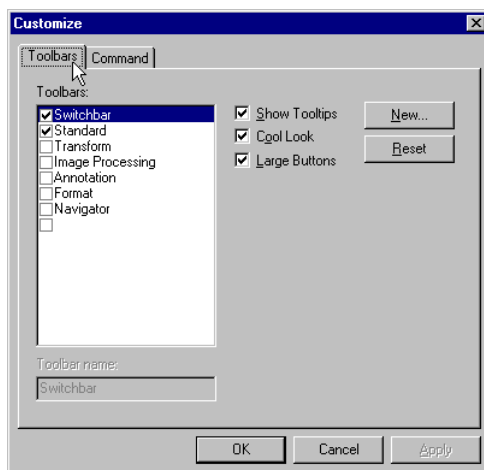 Customize
Toolbars Command
Toolbars:
Switchbar
Standard
Transform
Image Processing
Annotation
Format
Navigator
Show Tooltips
Cool Look
Large Buttons
New...
Reset
Toolbar name:
Switchbar
OK Cancel Apply